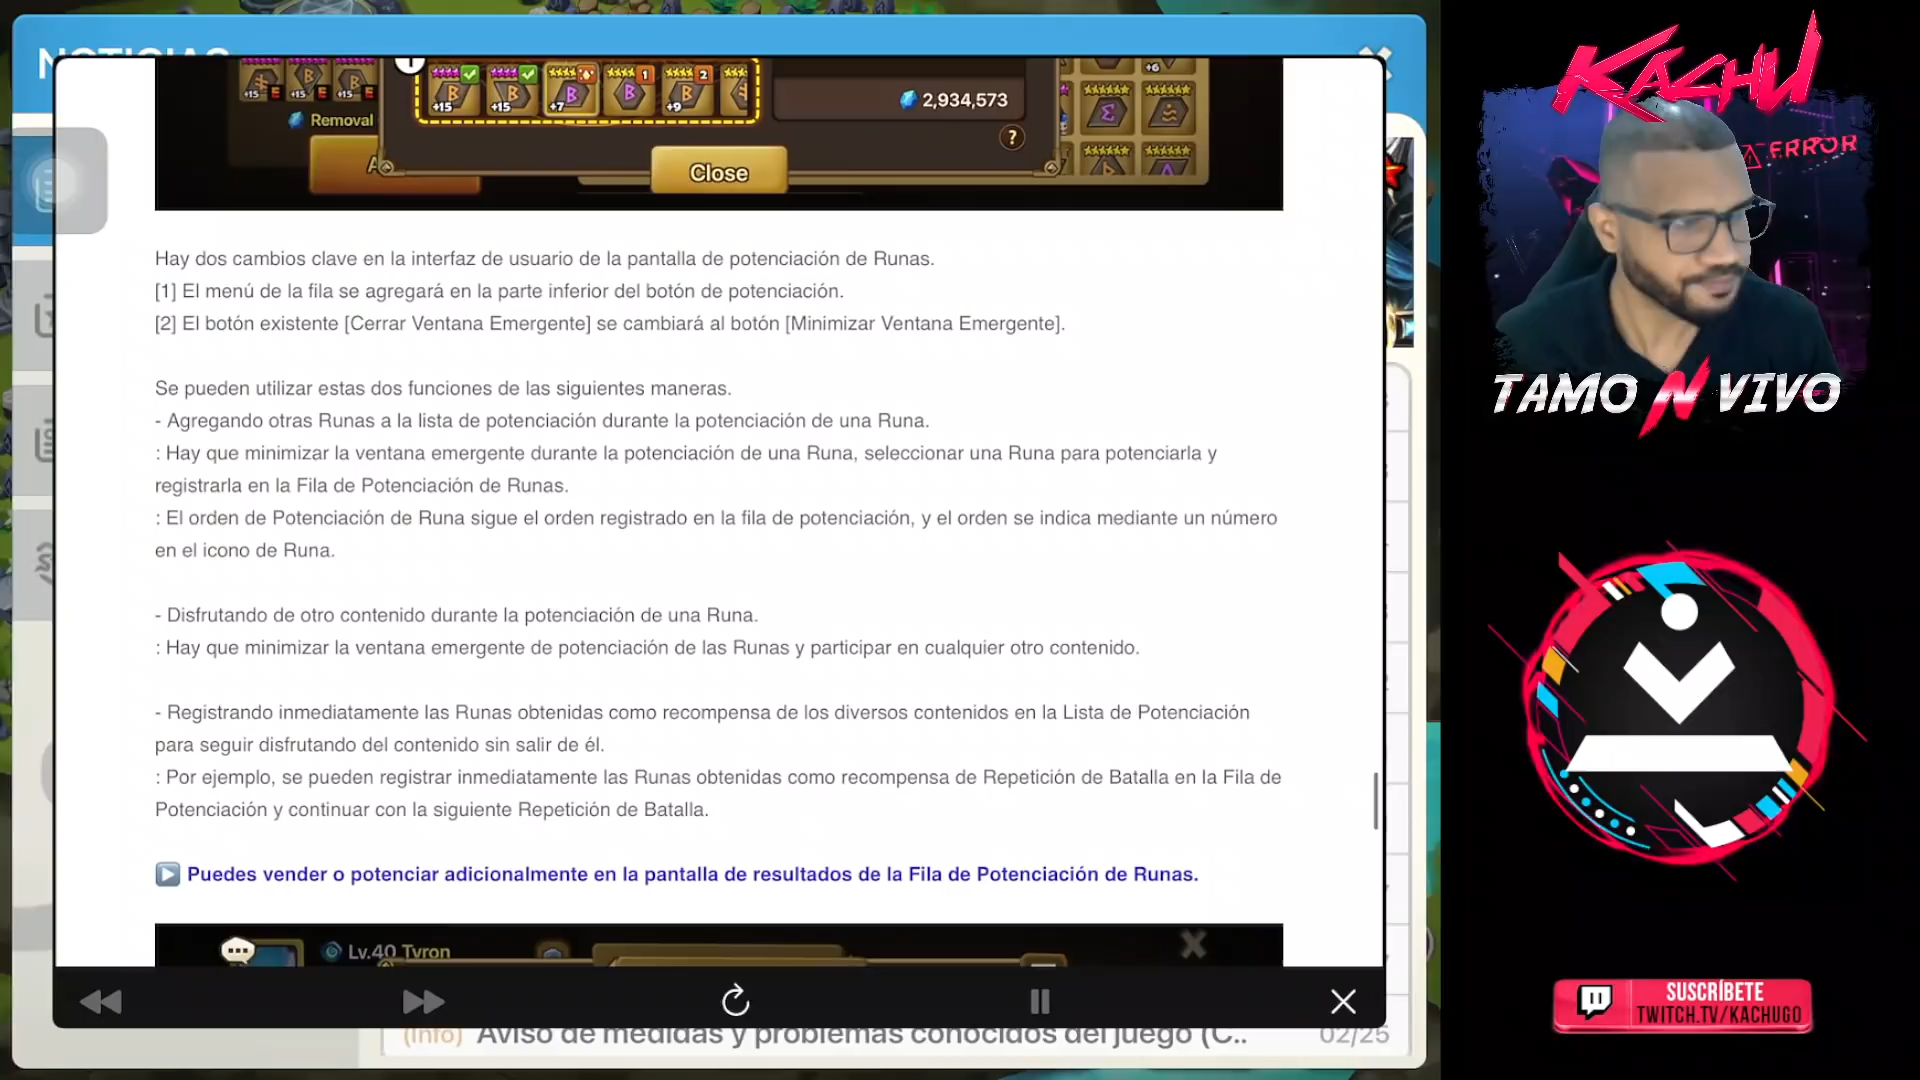 NOTICIAS
+15
+15
+15
Removal
+15
+15
+7
1
2
+9
2,934,573
?
+6
Close
Hay dos cambios clave en la interfaz de usuario de la pantalla de potenciación de Runas.
[1] El menú de la fila se agregará en la parte inferior del botón de potenciación.
[2] El botón existente [Cerrar Ventana Emergente] se cambiará al botón [Minimizar Ventana Emergente].
Se pueden utilizar estas dos funciones de las siguientes maneras.
- Agregando otras Runas a la lista de potenciación durante la potenciación de una Runa.
: Hay que minimizar la ventana emergente durante la potenciación de una Runa, seleccionar una Runa para potenciarla y
registrarla en la Fila de Potenciación de Runas.
: El orden de Potenciación de Runa sigue el orden registrado en la fila de potenciación, y el orden se indica mediante un número
en el icono de Runa.
- Disfrutando de otro contenido durante la potenciación de una Runa.
: Hay que minimizar la ventana emergente de potenciación de las Runas y participar en cualquier otro contenido.
- Registrando inmediatamente las Runas obtenidas como recompensa de los diversos contenidos en la Lista de Potenciación
para seguir disfrutando del contenido sin salir de él.
: Por ejemplo, se pueden registrar inmediatamente las Runas obtenidas como recompensa de Repetición de Batalla en la Fila de
Potenciación y continuar con la siguiente Repetición de Batalla.
Puedes vender o potenciar adicionalmente en la pantalla de resultados de la Fila de Potenciación de Runas.
Lv.40 Tyron
(Info) Aviso de medidas y problemas conocidos del juego (C..
02/25
KACHU
ERROR
TAMO N VIVO
SUSCRÍBETE
TWITCH.TV/KACHUGO